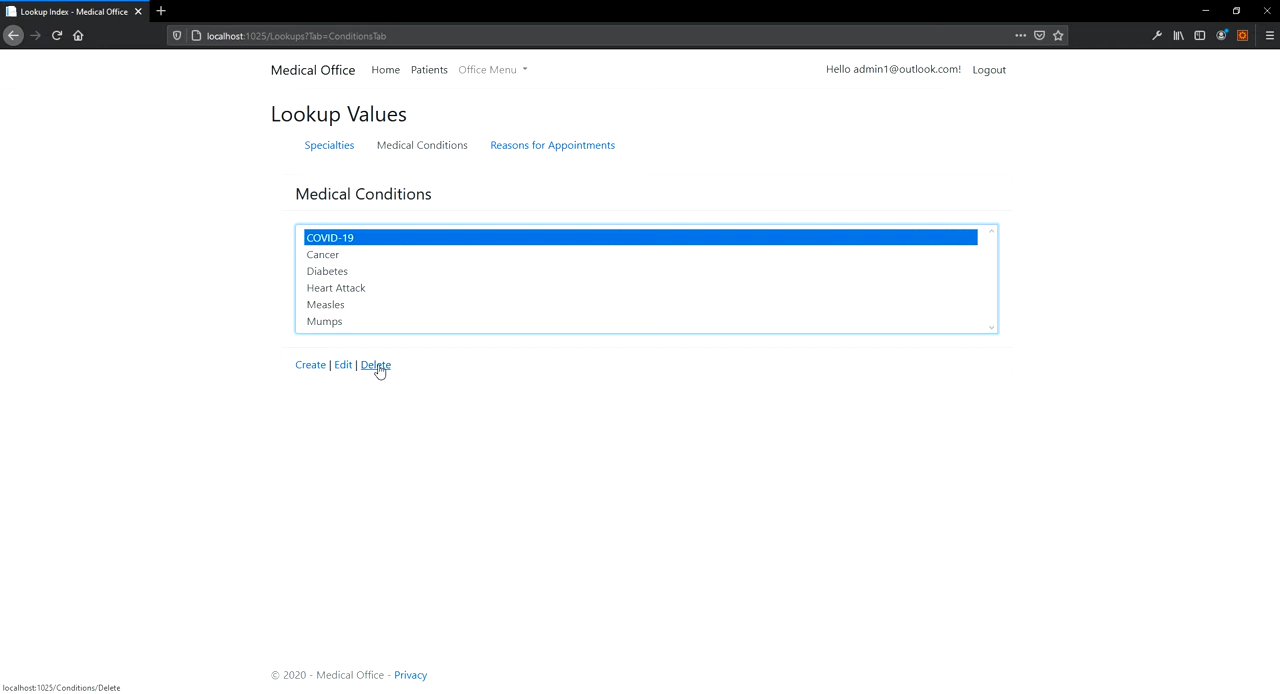 Lookup Index - Medical Office
localhost:1025/Lookups?Tab=ConditionsTab
Medical Office Home Patients Office Menu Hello admin1@outlook.com! Logout
Lookup Values
Specialties Medical Conditions Reasons for Appointments
Medical Conditions
COVID-19
Cancer
Diabetes
Heart Attack
Measles
Mumps
Create | Edit | Delete
© 2020 - Medical Office - Privacy
localhost:1025/Conditions/Delete